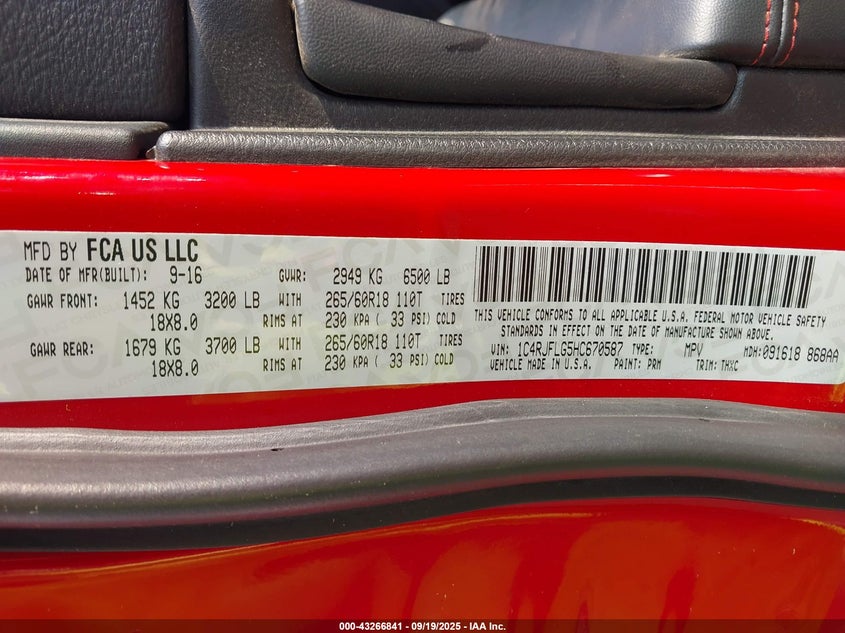 MFD BY FCA US LLC
DATE OF MFR(BUILT): 9-16 GVWR: 2949 KG 6500 LB
GAWR FRONT: 1452 KG 3200 LB WITH 265/60R18 110T TIRES
18X8.0 RIMS AT 230 KPA ( 33 PSI) COLD
GAWR REAR: 1679 KG 3700 LB WITH 265/60R18 110T TIRES
18X8.0 RIMS AT 230 KPA ( 33 PSI) COLD
THIS VEHICLE CONFORMS TO ALL APPLICABLE U.S.A. FEDERAL MOTOR VEHICLE SAFETY
STANDARDS IN EFFECT ON THE DATE OF MANUFACTURE SHOWN ABOVE.
VIN: 1C4RJFLG5HC670587 TYPE: MPV MDH: 091618 868AA
VEHICLE MADE IN U.S.A. PAINT: PRM TRIM: THXC
000-43266841 - 09/19/2025 - IAA Inc.